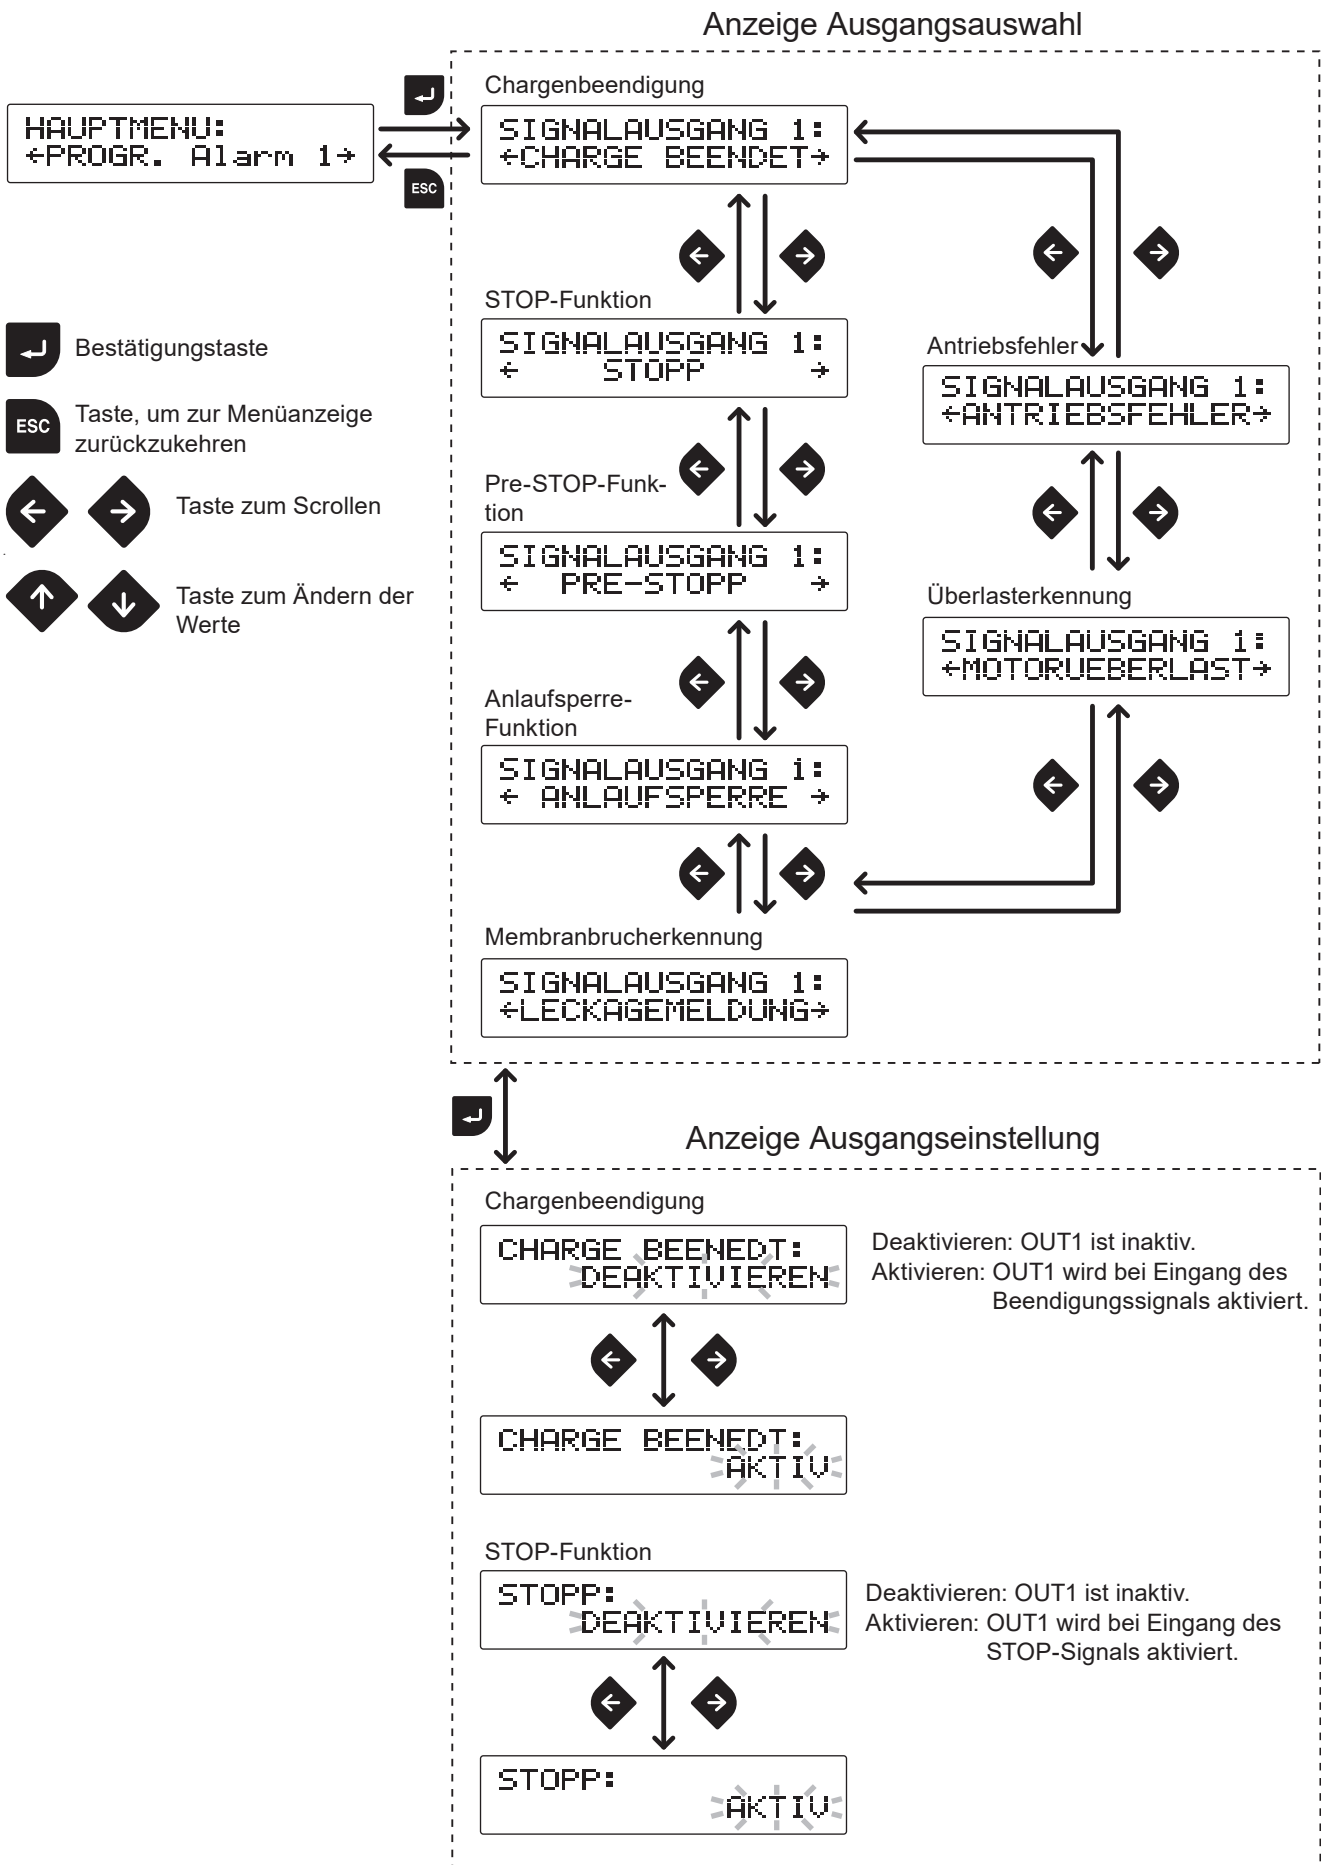 Anzeige Ausgangsauswahl
HAUPTMENU:
←PROGR. Alarm 1→
ESC
Chargenbeendigung
SIGNALAUSGANG 1:
←CHARGE BEENDET→
STOP-Funktion
SIGNALAUSGANG 1:
← STOPP →
Pre-STOP-Funk-
tion
SIGNALAUSGANG 1:
← PRE-STOPP →
Anlaufsperre-
Funktion
SIGNALAUSGANG 1:
← ANLAUFSPERRE →
Membranbrucherkennung
SIGNALAUSGANG 1:
←LECKAGEMELDUNG→
Antriebsfehler
SIGNALAUSGANG 1:
←ANTRIEBSFEHLER→
Überlasterkennung
SIGNALAUSGANG 1:
←MOTORUEBERLAST→
Bestätigungstaste
ESC
Taste, um zur Menüanzeige
zurückzukehren
Taste zum Scrollen
Taste zum Ändern der
Werte
Anzeige Ausgangseinstellung
Chargenbeendigung
CHARGE BEENEDT:
DEAKTIVIEREN
Deaktivieren: OUT1 ist inaktiv.
Aktivieren: OUT1 wird bei Eingang des
Beendigungssignals aktiviert.
CHARGE BEENEDT:
AKTIV
STOP-Funktion
STOPP:
DEAKTIVIEREN
Deaktivieren: OUT1 ist inaktiv.
Aktivieren: OUT1 wird bei Eingang des
STOP-Signals aktiviert.
STOPP:
AKTIV